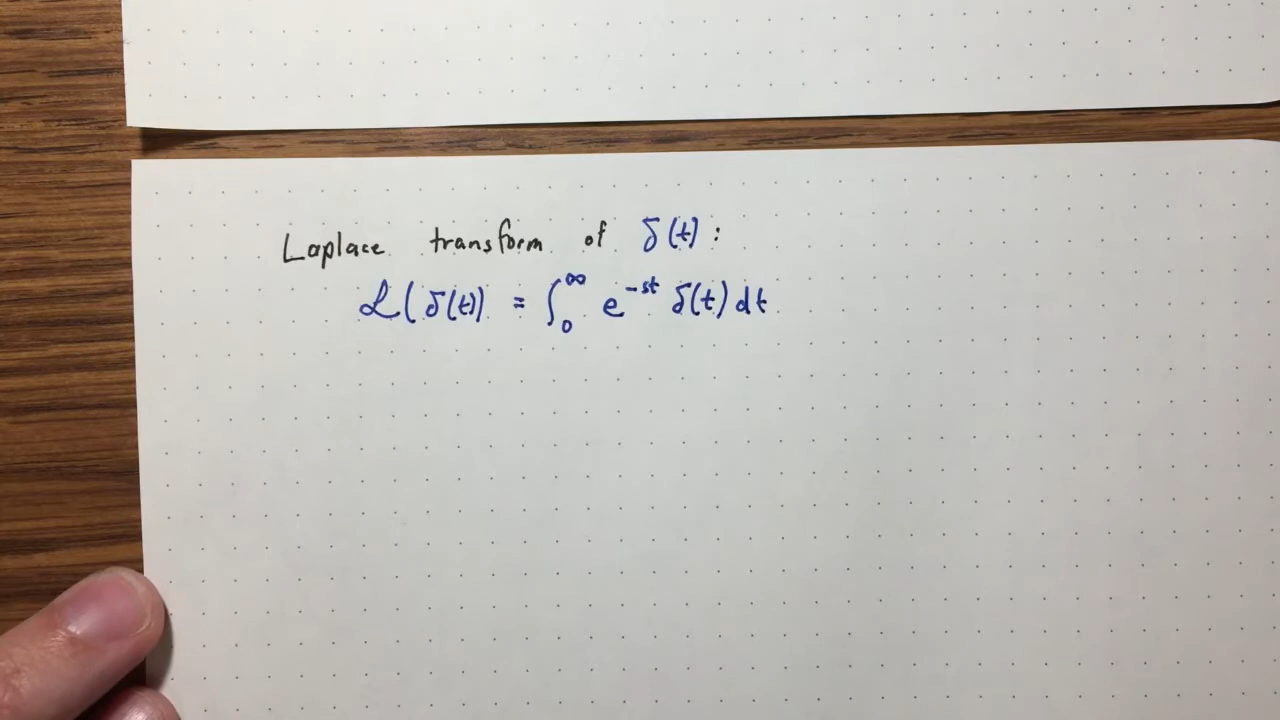 Laplace transform of δ(t):
ℒ(δ(t)) = ∫₀^∞ e^{-st} δ(t) dt